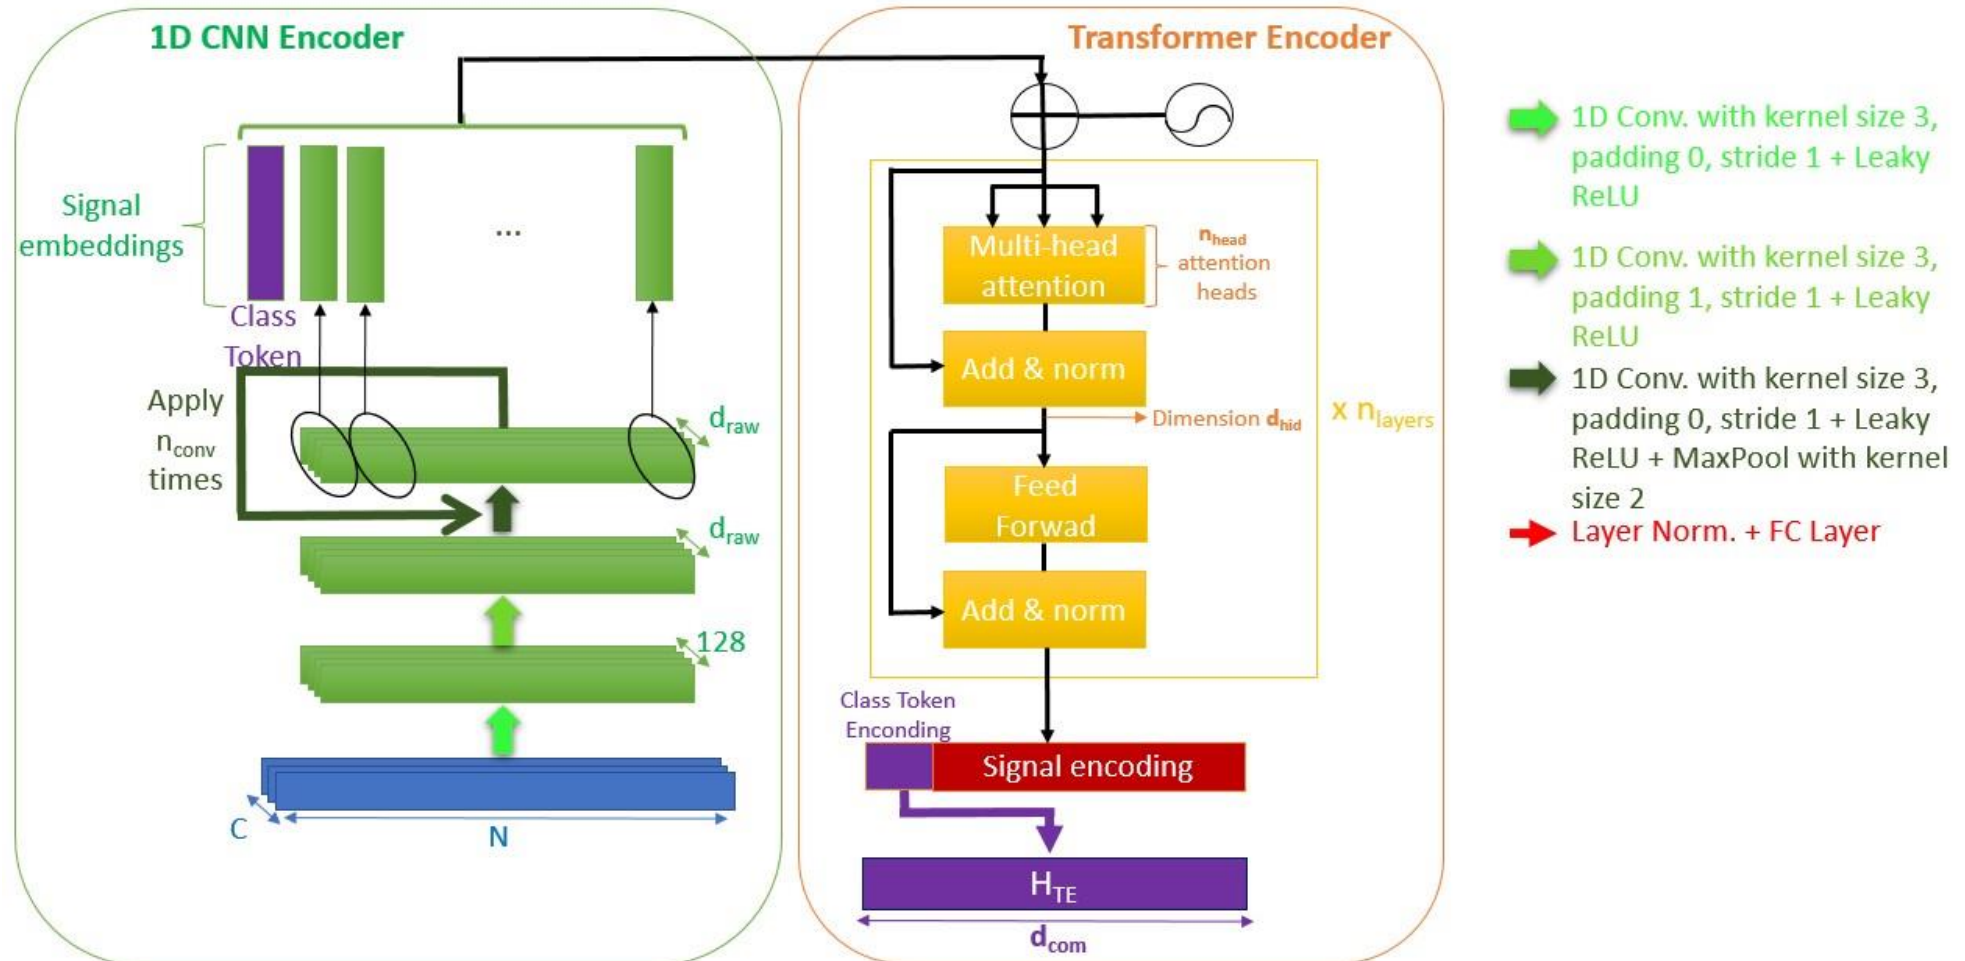 1D CNN Encoder
Signal
embeddings
...
Class
Token
Apply
nconv
times
draw
draw
128
C
N
Transformer Encoder
Multi-head
attention
nhead
attention
heads
Add & norm
Dimension dhid
x nlayers
Feed
Forwad
Add & norm
Class Token
Enconding
Signal encoding
HTE
dcom
1D Conv. with kernel size 3,
padding 0, stride 1 + Leaky
ReLU
1D Conv. with kernel size 3,
padding 1, stride 1 + Leaky
ReLU
1D Conv. with kernel size 3,
padding 0, stride 1 + Leaky
ReLU + MaxPool with kernel
size 2
Layer Norm. + FC Layer